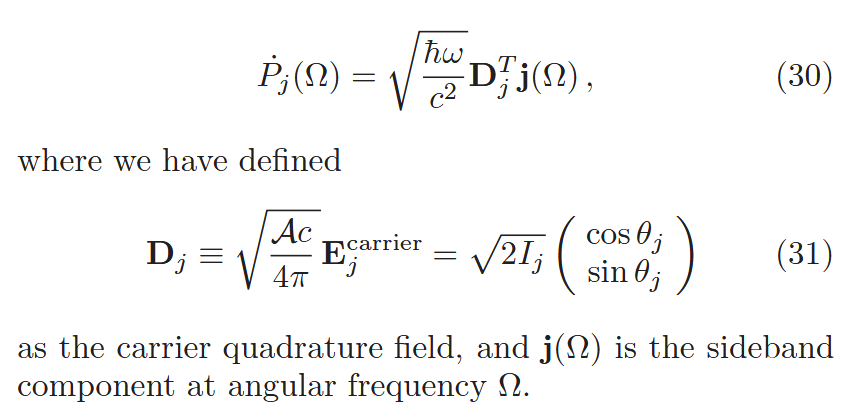 Ṗ_j(Ω) = √(ħω/c²) 𝐃_j^T 𝐣(Ω) , (30)
where we have defined
𝐃_j ≡ √(𝒜c/4π) 𝐄_j^carrier = √(2I_j) ( cos θ_j ; sin θ_j ) (31)
as the carrier quadrature field, and 𝐣(Ω) is the sideband
component at angular frequency Ω.